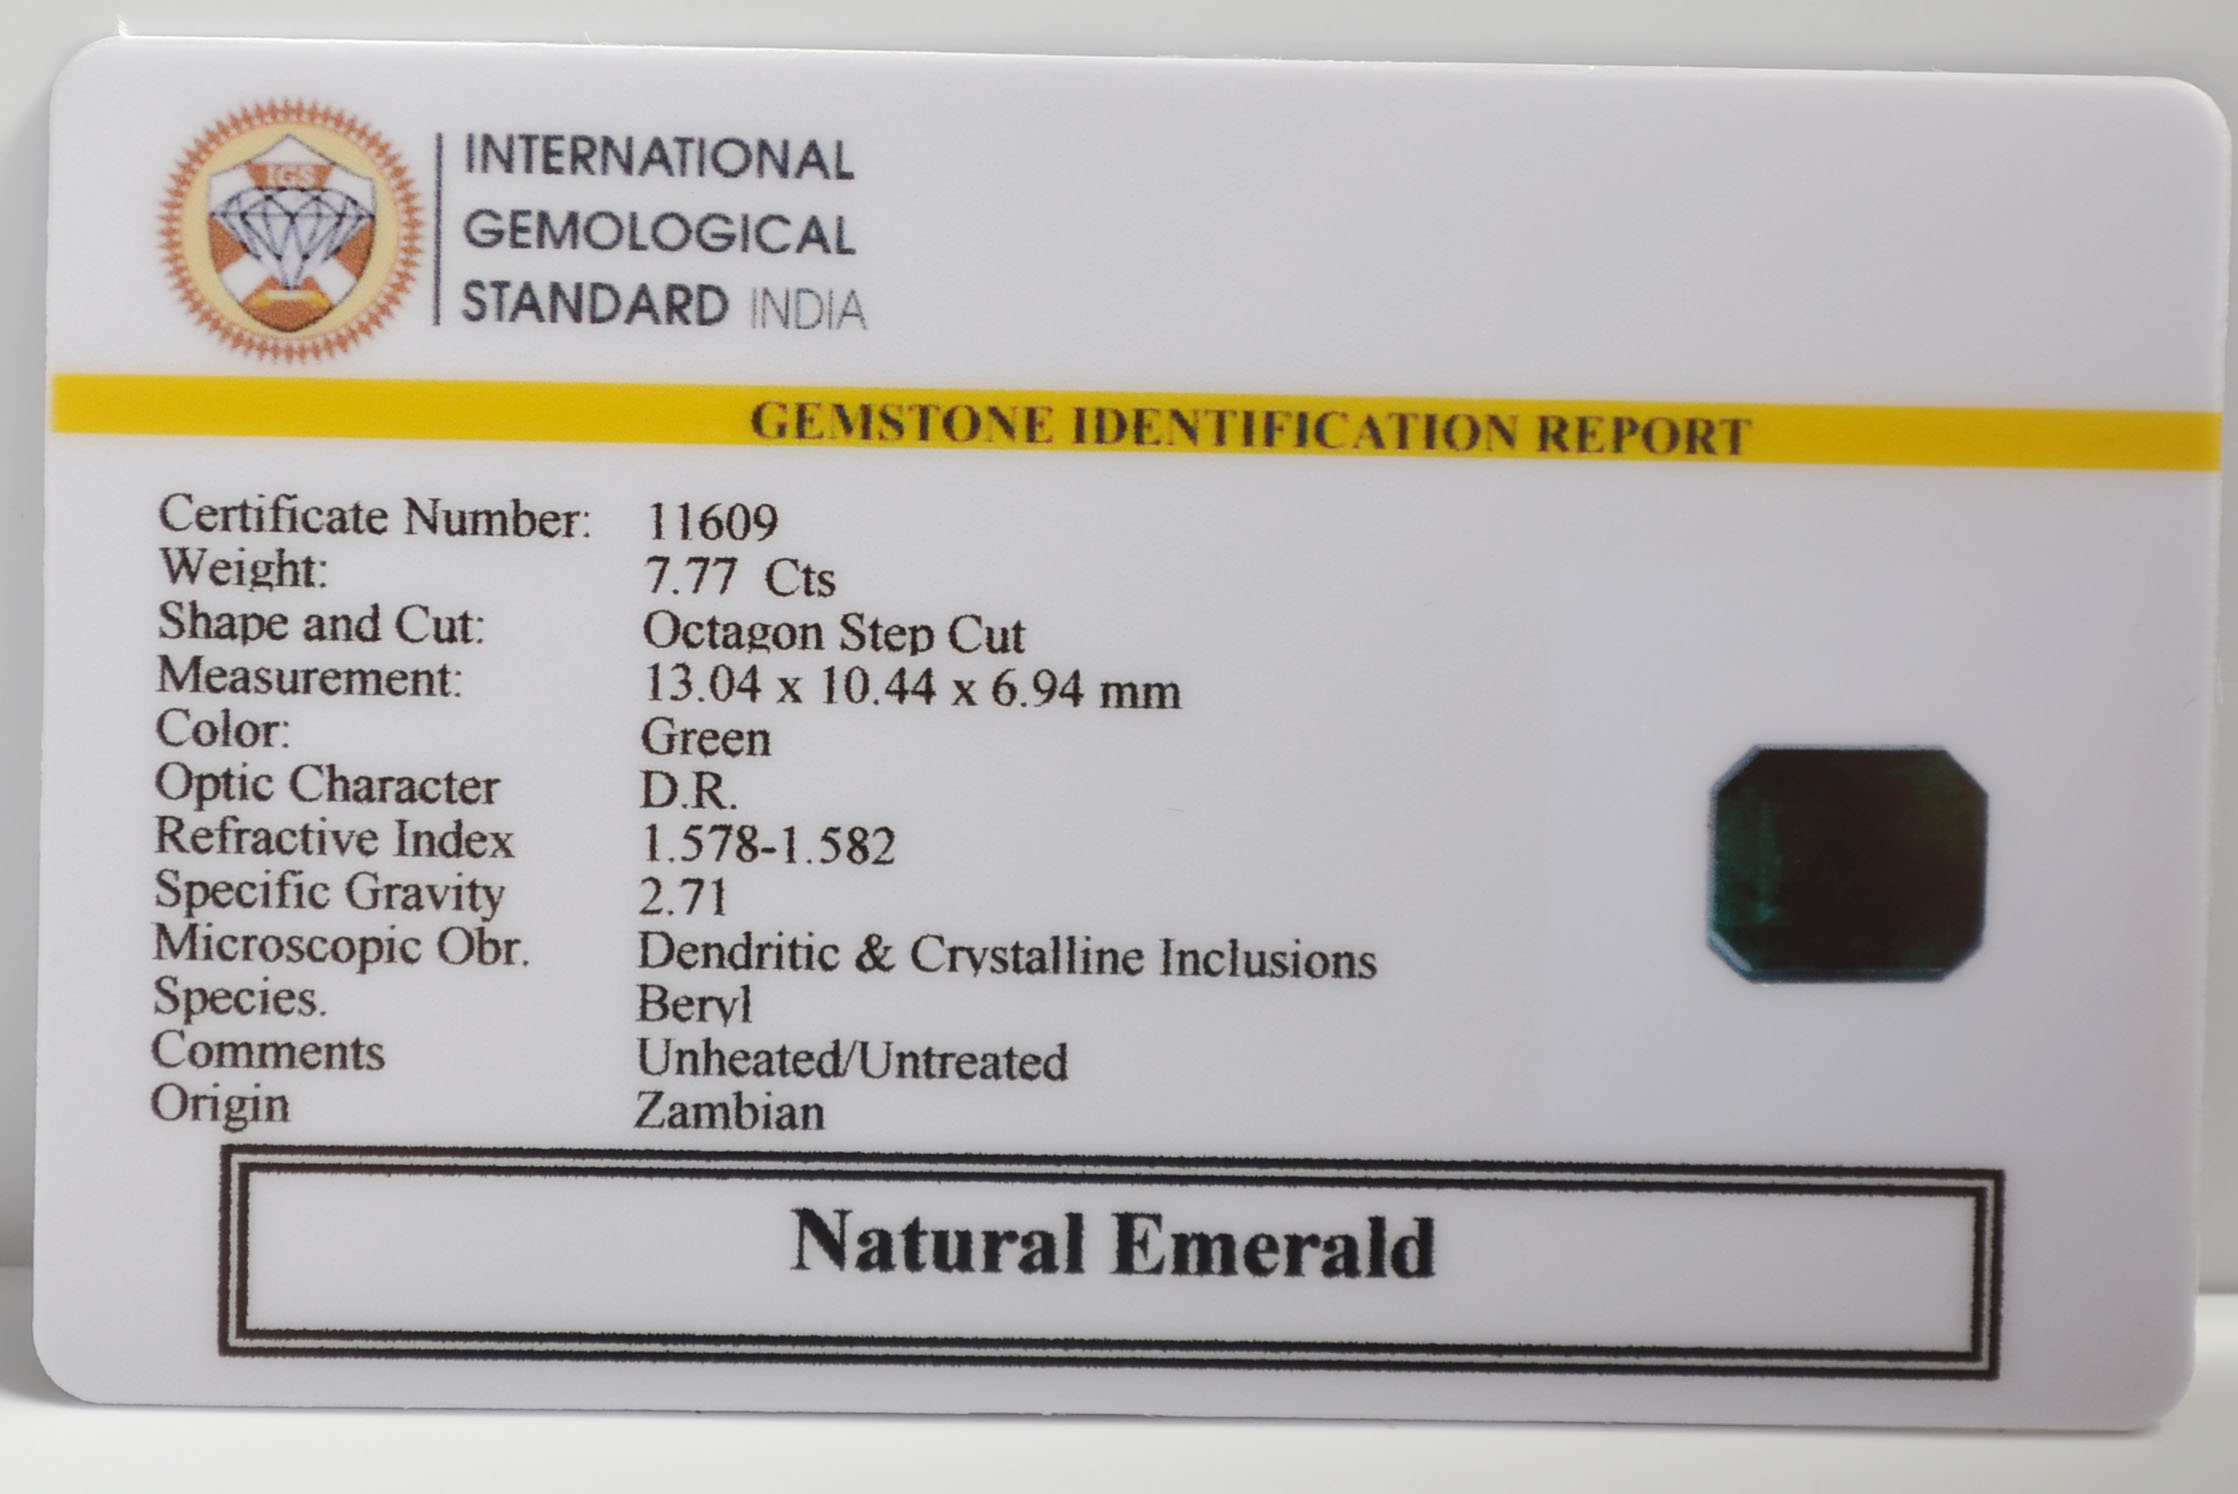 IGS
INTERNATIONAL
GEMOLOGICAL
STANDARD INDIA
GEMSTONE IDENTIFICATION REPORT
Certificate Number: 11609
Weight: 7.77 Cts
Shape and Cut: Octagon Step Cut
Measurement: 13.04 x 10.44 x 6.94 mm
Color: Green
Optic Character D.R.
Refractive Index 1.578-1.582
Specific Gravity 2.71
Microscopic Obr. Dendritic & Crystalline Inclusions
Species. Beryl
Comments Unheated/Untreated
Origin Zambian
Natural Emerald